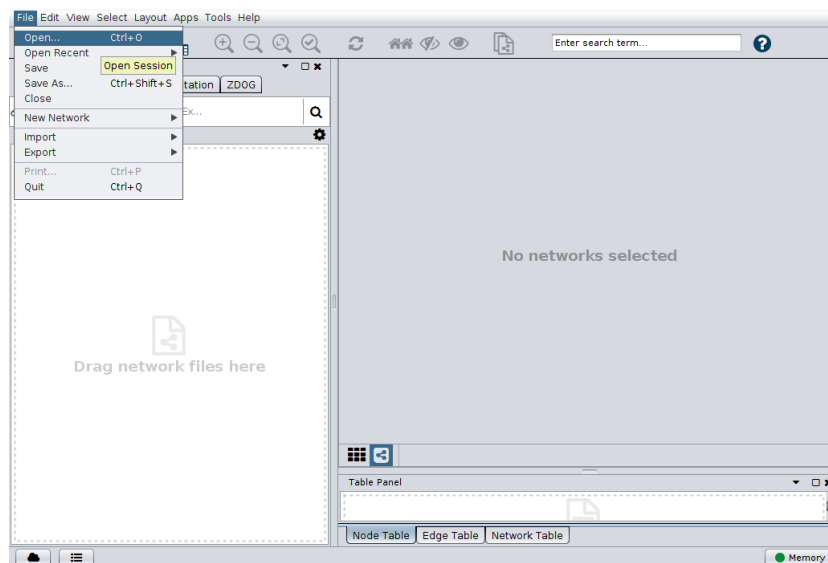 File Edit View Select Layout Apps Tools Help
Open... Ctrl+O
Open Recent
Save
Open Session
Save As... Ctrl+Shift+S
Close
New Network
Import
Export
Print... Ctrl+P
Quit Ctrl+Q
Enter search term...
tation ZDOG
Ex...
No networks selected
Drag network files here
Table Panel
Node Table Edge Table Network Table
Memory